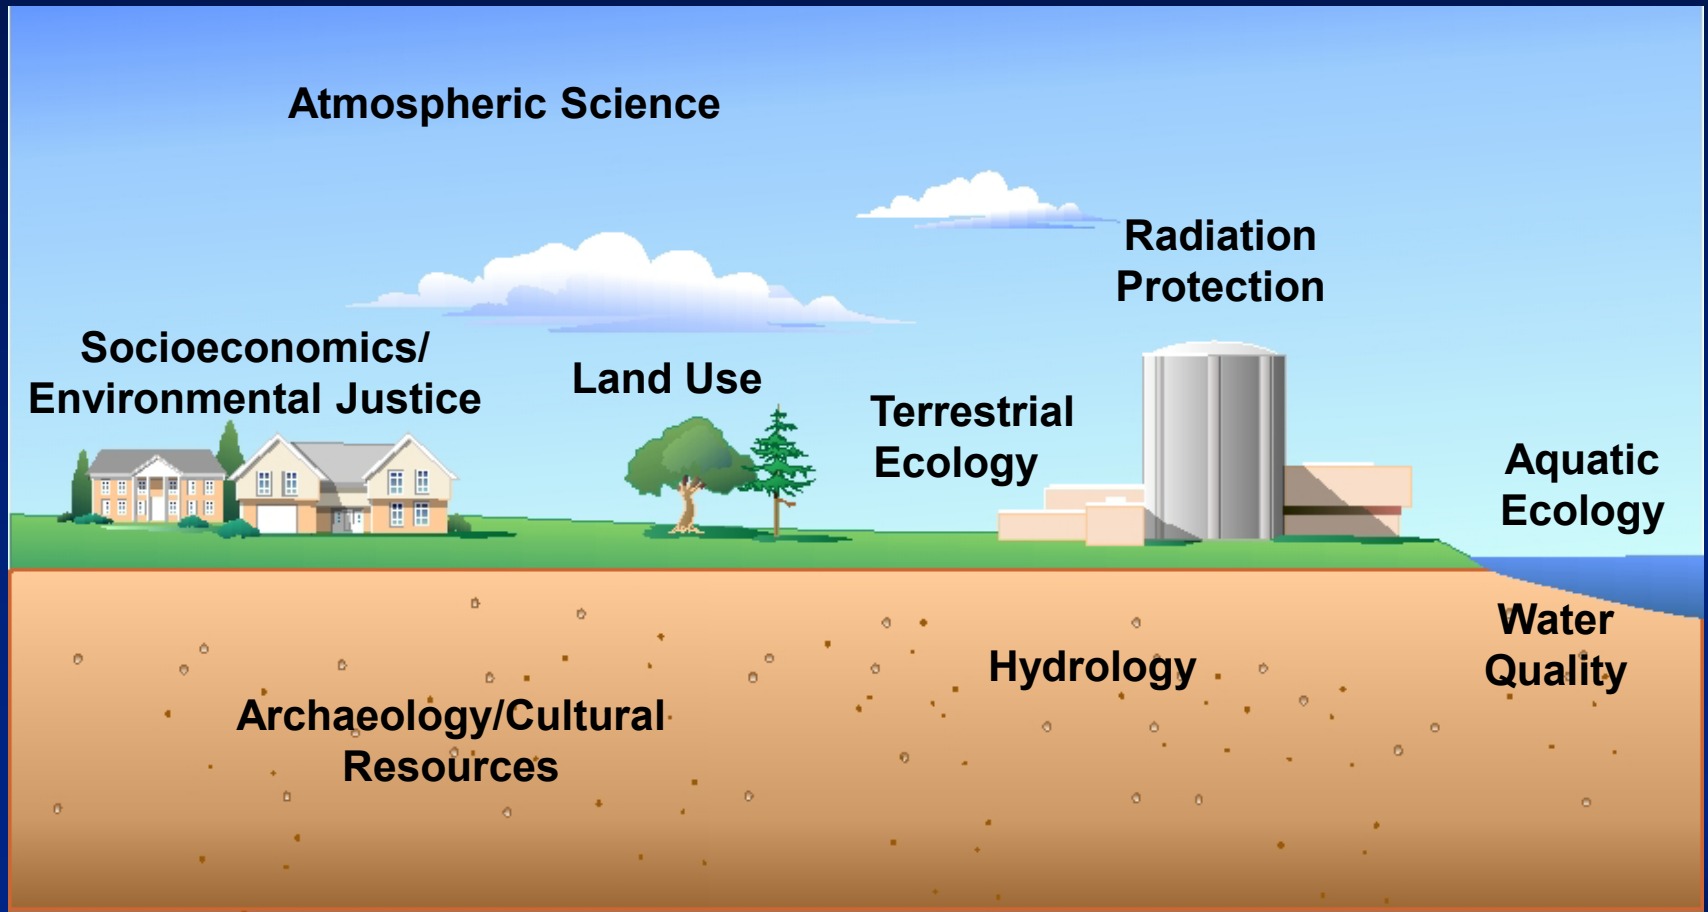 Atmospheric Science
Radiation
Protection
Socioeconomics/
Environmental Justice
Land Use
Terrestrial
Ecology
Aquatic
Ecology
Water
Quality
Hydrology
Archaeology/Cultural
Resources